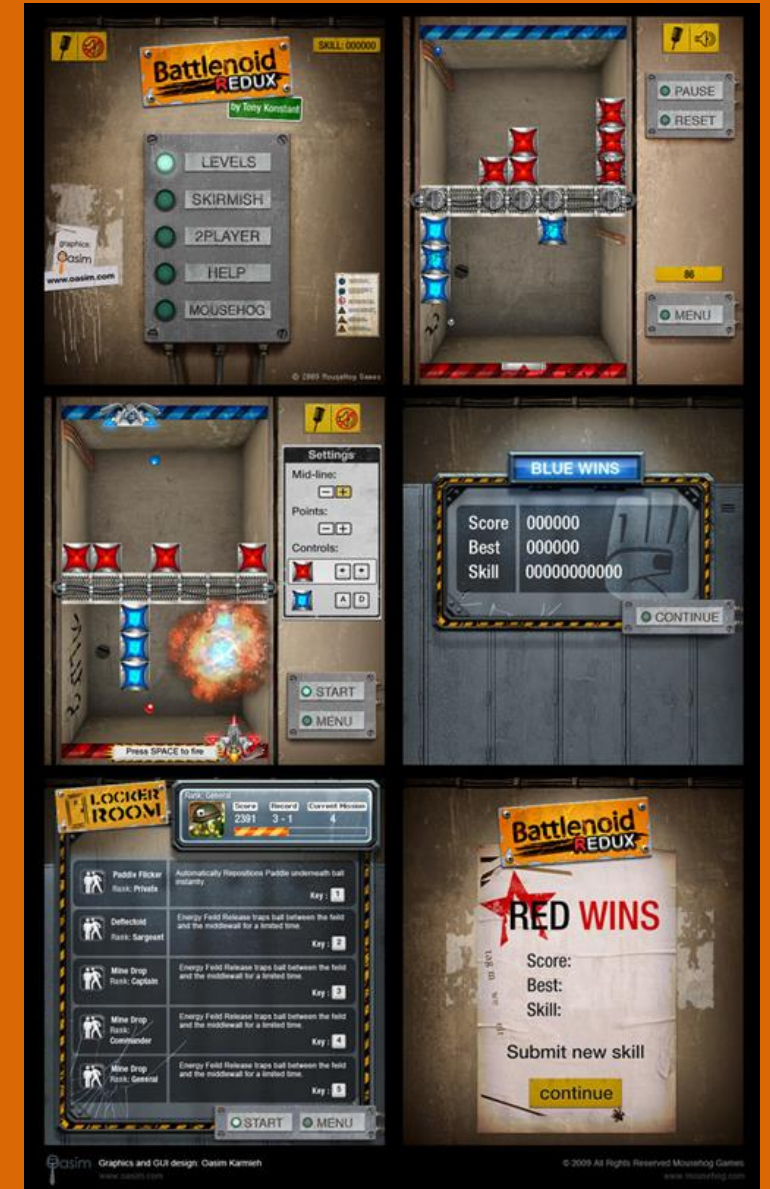 Battlenoid
REDUX
by Tony Konstant
SKILL: 000000
LEVELS
SKIRMISH
2PLAYER
HELP
MOUSEHOG
graphics:
Oasim
www.oasim.com
© 2009 MouseHog Games
PAUSE
RESET
86
MENU
Settings
Mid-line:
- +
Points:
- +
Controls:
A D
START
MENU
Press SPACE to fire
BLUE WINS
Score 000000
Best 000000
Skill 00000000000
CONTINUE
LOCKER
ROOM
Rank: General
Score Record Current Mission
2391 3 - 1 4
Paddle Flicker
Rank: Private
Automatically Repositions Paddle underneath ball
instantly.
Key : 1
Deflectoid
Rank: Sargeant
Energy Feild Release traps ball between the feild
and the middlewall for a limited time.
Key : 2
Mine Drop
Rank: Captain
Energy Feild Release traps ball between the feild
and the middlewall for a limited time.
Key : 3
Mine Drop
Rank:
Commander
Energy Feild Release traps ball between the feild
and the middlewall for a limited time.
Key : 4
Mine Drop
Rank: General
Energy Feild Release traps ball between the feild
and the middlewall for a limited time.
Key : 5
START
MENU
Battlenoid
REDUX
RED WINS
Score:
Best:
Skill:
Submit new skill
continue
Oasim
Graphics and GUI design: Oasim Karmieh
www.oasim.com
© 2009 All Rights Reserved Mousehog Games
www.mousehog.com